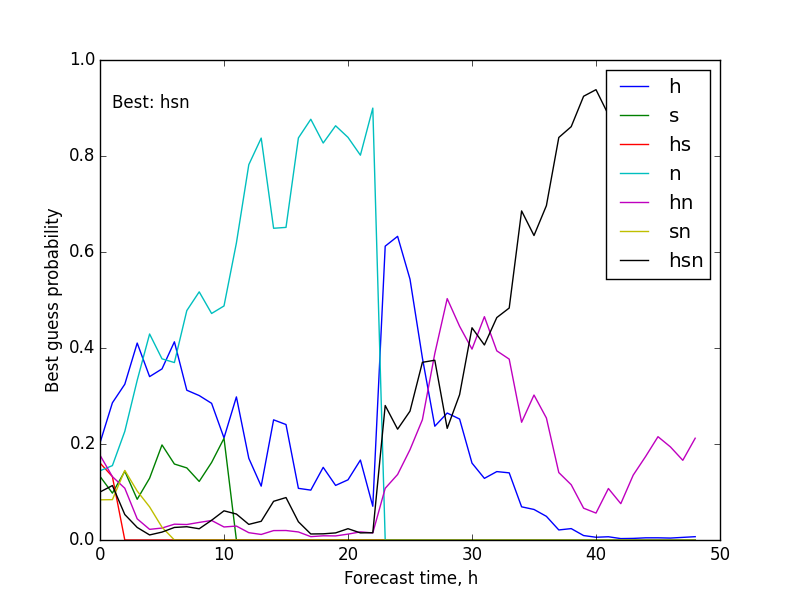 Best: hsn
h
s
hs
n
hn
sn
hsn
1.0
0.8
0.6
0.4
0.2
0.0
Best guess probability
0 10 20 30 40 50
Forecast time, h